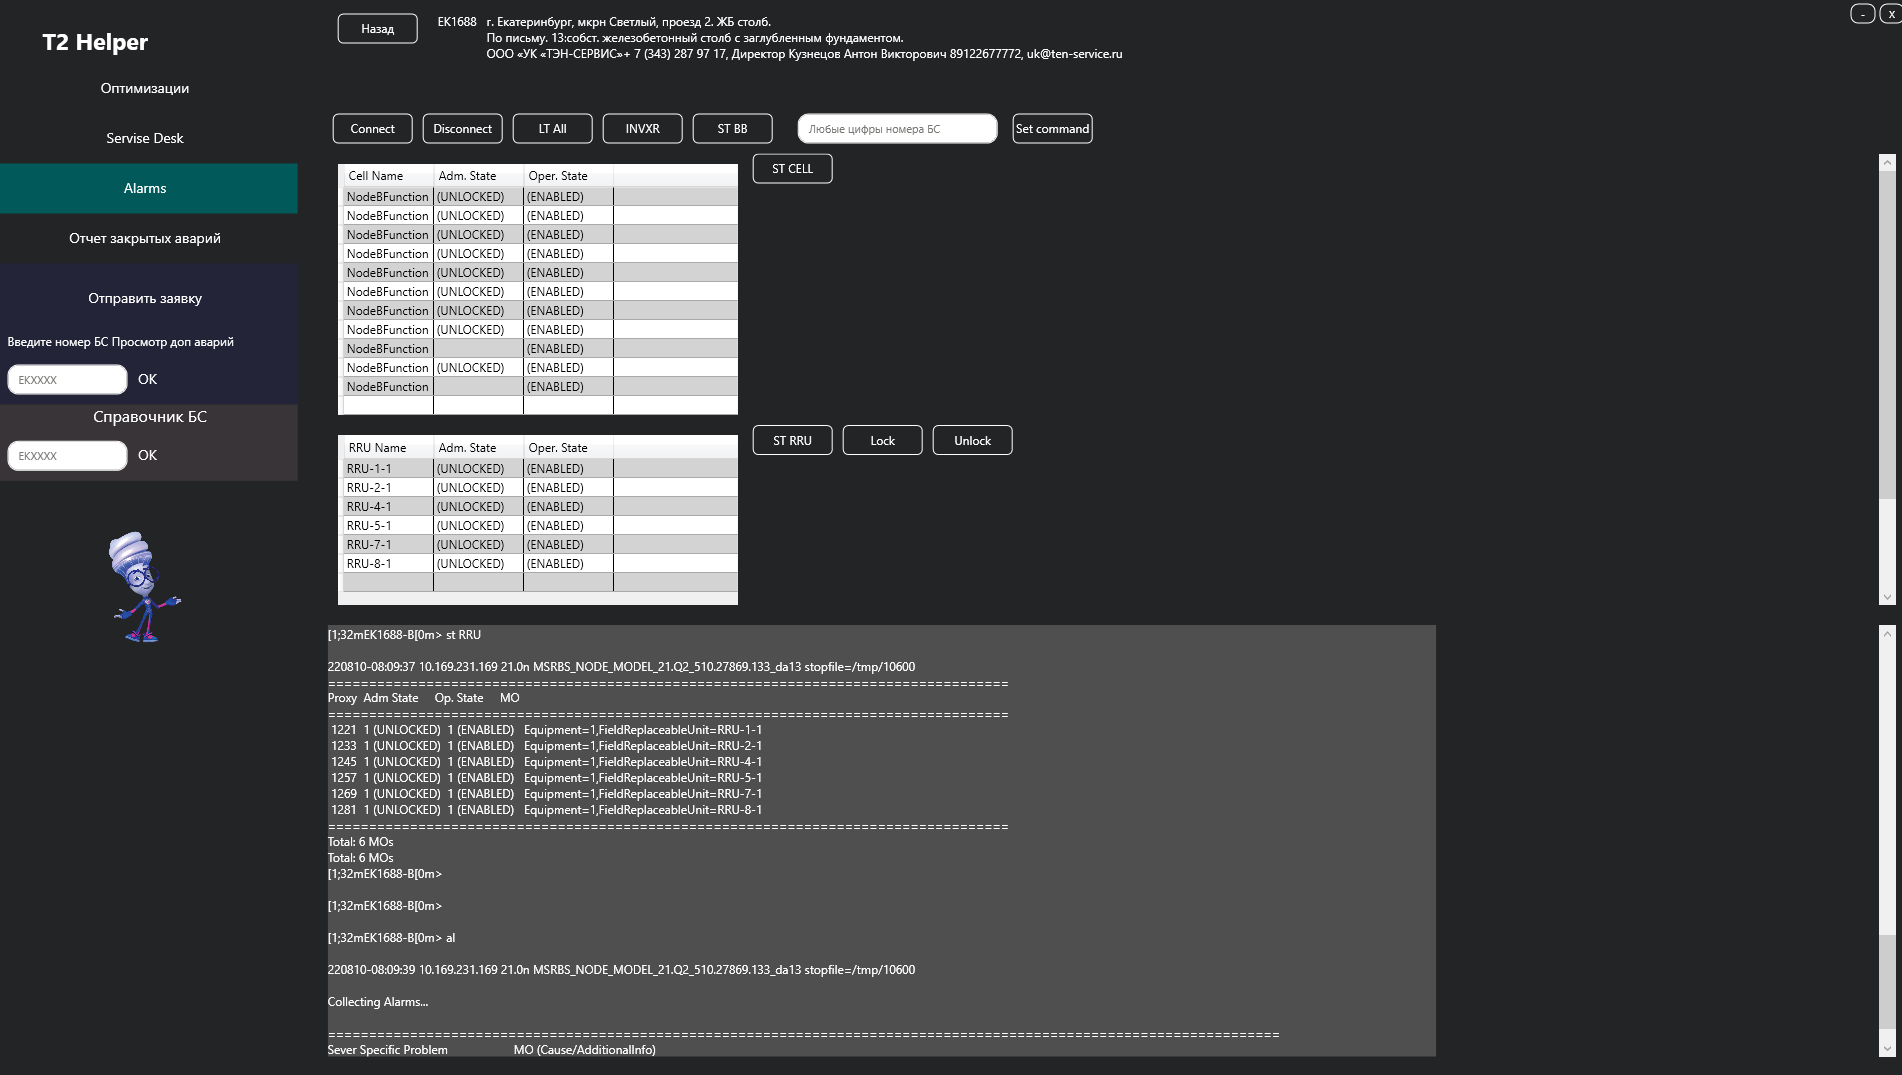 T2 Helper
Оптимизации
Servise Desk
Alarms
Отчет закрытых аварий
Отправить заявку
Введите номер БС Просмотр доп аварий
EKXXXX OK
Справочник БС
EKXXXX OK
- X
Назад
EK1688 г. Екатеринбург, мкрн Светлый, проезд 2. ЖБ столб.
По письму. 13:собст. железобетонный столб с заглубленным фундаментом.
ООО «УК «ТЭН-СЕРВИС»+ 7 (343) 287 97 17, Директор Кузнецов Антон Викторович 89122677772, uk@ten-service.ru
Connect Disconnect LT All INVXR ST BB Любые цифры номера БС Set command
ST CELL
Cell Name Adm. State Oper. State
NodeBFunction (UNLOCKED) (ENABLED)
NodeBFunction (UNLOCKED) (ENABLED)
NodeBFunction (UNLOCKED) (ENABLED)
NodeBFunction (UNLOCKED) (ENABLED)
NodeBFunction (UNLOCKED) (ENABLED)
NodeBFunction (UNLOCKED) (ENABLED)
NodeBFunction (UNLOCKED) (ENABLED)
NodeBFunction (UNLOCKED) (ENABLED)
NodeBFunction (ENABLED)
NodeBFunction (UNLOCKED) (ENABLED)
NodeBFunction (ENABLED)
ST RRU Lock Unlock
RRU Name Adm. State Oper. State
RRU-1-1 (UNLOCKED) (ENABLED)
RRU-2-1 (UNLOCKED) (ENABLED)
RRU-4-1 (UNLOCKED) (ENABLED)
RRU-5-1 (UNLOCKED) (ENABLED)
RRU-7-1 (UNLOCKED) (ENABLED)
RRU-8-1 (UNLOCKED) (ENABLED)
[1;32mEK1688-B[0m> st RRU
220810-08:09:37 10.169.231.169 21.0n MSRBS_NODE_MODEL_21.Q2_510.27869.133_da13 stopfile=/tmp/10600
===================================================================================
Proxy Adm State Op. State MO
===================================================================================
1221 1 (UNLOCKED) 1 (ENABLED) Equipment=1,FieldReplaceableUnit=RRU-1-1
1233 1 (UNLOCKED) 1 (ENABLED) Equipment=1,FieldReplaceableUnit=RRU-2-1
1245 1 (UNLOCKED) 1 (ENABLED) Equipment=1,FieldReplaceableUnit=RRU-4-1
1257 1 (UNLOCKED) 1 (ENABLED) Equipment=1,FieldReplaceableUnit=RRU-5-1
1269 1 (UNLOCKED) 1 (ENABLED) Equipment=1,FieldReplaceableUnit=RRU-7-1
1281 1 (UNLOCKED) 1 (ENABLED) Equipment=1,FieldReplaceableUnit=RRU-8-1
===================================================================================
Total: 6 MOs
Total: 6 MOs
[1;32mEK1688-B[0m>
[1;32mEK1688-B[0m>
[1;32mEK1688-B[0m> al
220810-08:09:39 10.169.231.169 21.0n MSRBS_NODE_MODEL_21.Q2_510.27869.133_da13 stopfile=/tmp/10600
Collecting Alarms...
====================================================================================================================
Sever Specific Problem MO (Cause/AdditionalInfo)